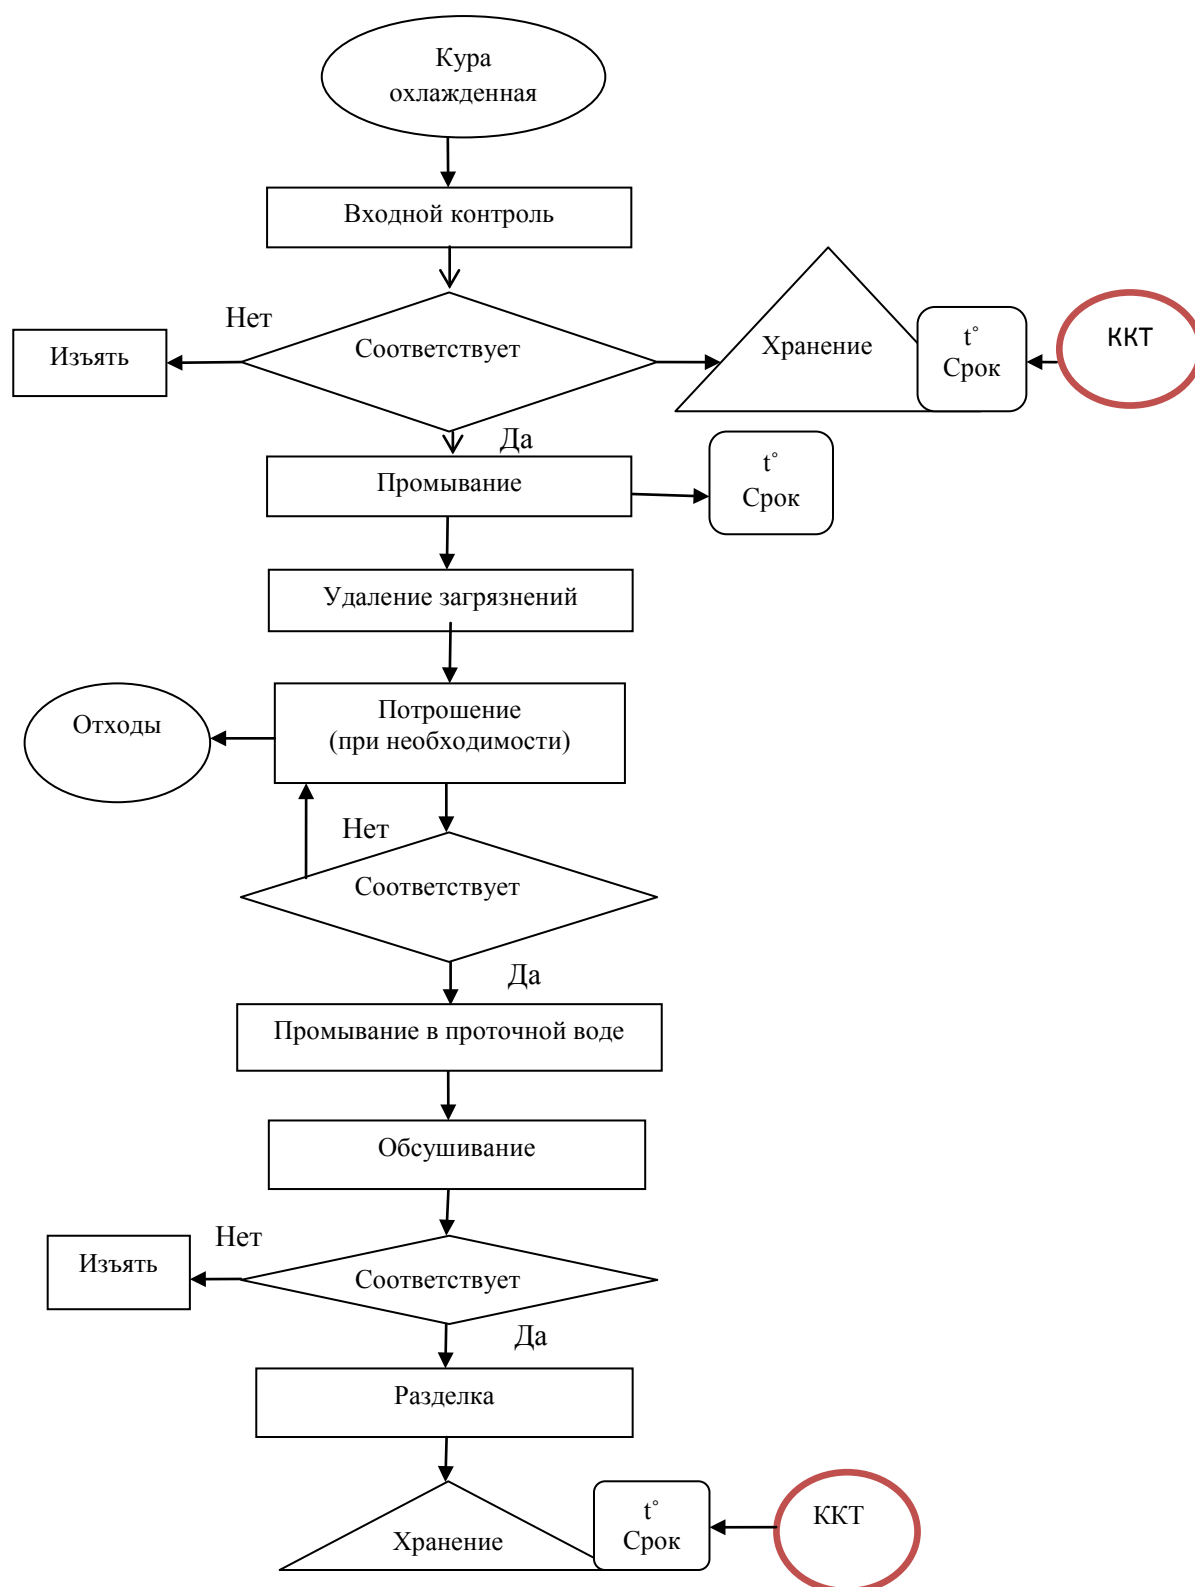 Кура
охлажденная
Входной контроль
Нет
Соответствует
Изъять
Хранение
t°
Срок
ККТ
Да
Промывание
t°
Срок
Удаление загрязнений
Потрошение
(при необходимости)
Отходы
Нет
Соответствует
Да
Промывание в проточной воде
Обсушивание
Нет
Изъять
Соответствует
Да
Разделка
Хранение
t°
Срок
ККТ